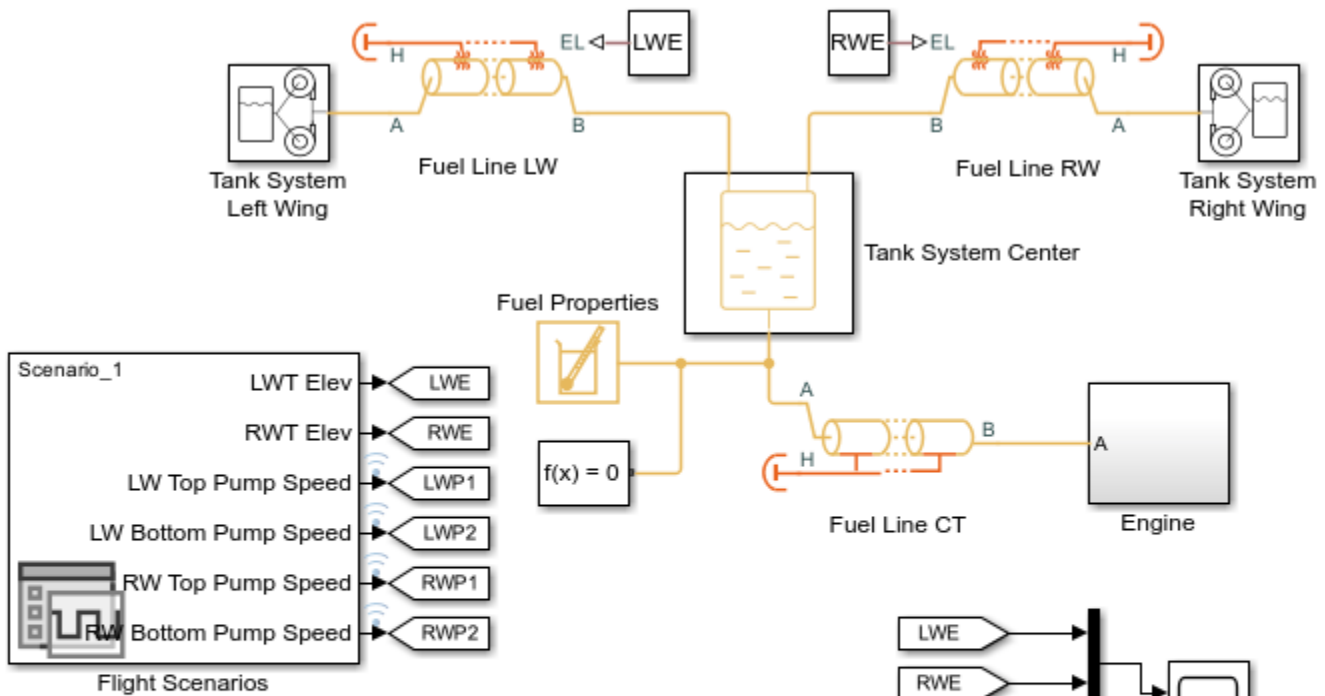 EL
LWE
RWE
EL
H
H
A
B
B
A
Fuel Line LW
Fuel Line RW
Tank System
Left Wing
Tank System
Right Wing
Tank System Center
Fuel Properties
Scenario_1
LWT Elev
LWE
RWT Elev
RWE
LW Top Pump Speed
LWP1
LW Bottom Pump Speed
LWP2
RW Top Pump Speed
RWP1
RW Bottom Pump Speed
RWP2
Flight Scenarios
f(x) = 0
A
B
H
A
Fuel Line CT
Engine
LWE
RWE